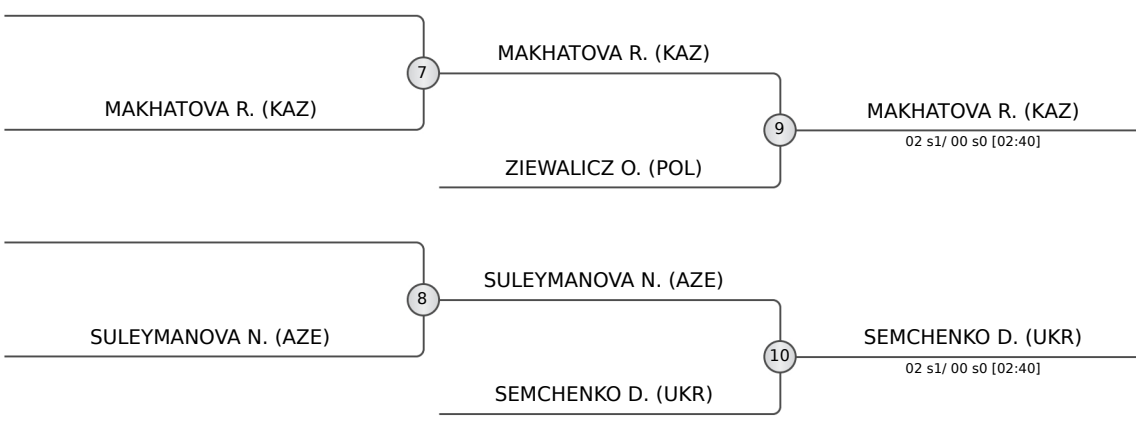 MAKHATOVA R. (KAZ)
7
MAKHATOVA R. (KAZ)
ZIEWALICZ O. (POL)
9
MAKHATOVA R. (KAZ)
02 s1/ 00 s0 [02:40]
SULEYMANOVA N. (AZE)
8
SULEYMANOVA N. (AZE)
SEMCHENKO D. (UKR)
10
SEMCHENKO D. (UKR)
02 s1/ 00 s0 [02:40]